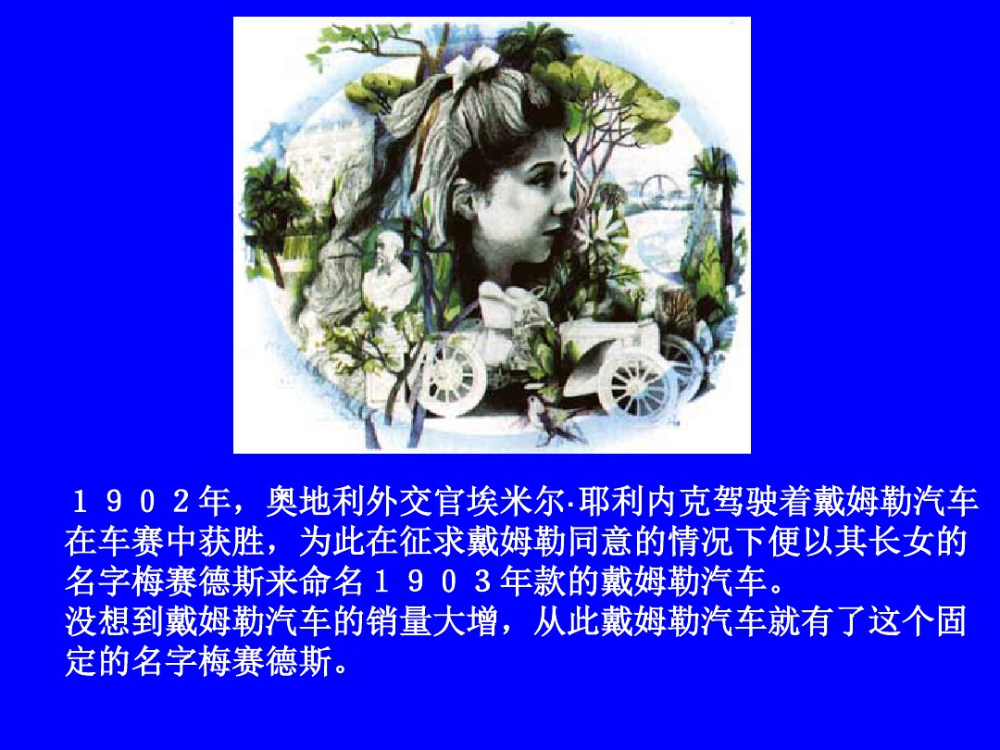 １９０２年，奥地利外交官埃米尔·耶利内克驾驶着戴姆勒汽车
在车赛中获胜，为此在征求戴姆勒同意的情况下便以其长女的
名字梅赛德斯来命名１９０３年款的戴姆勒汽车。
没想到戴姆勒汽车的销量大增，从此戴姆勒汽车就有了这个固
定的名字梅赛德斯。